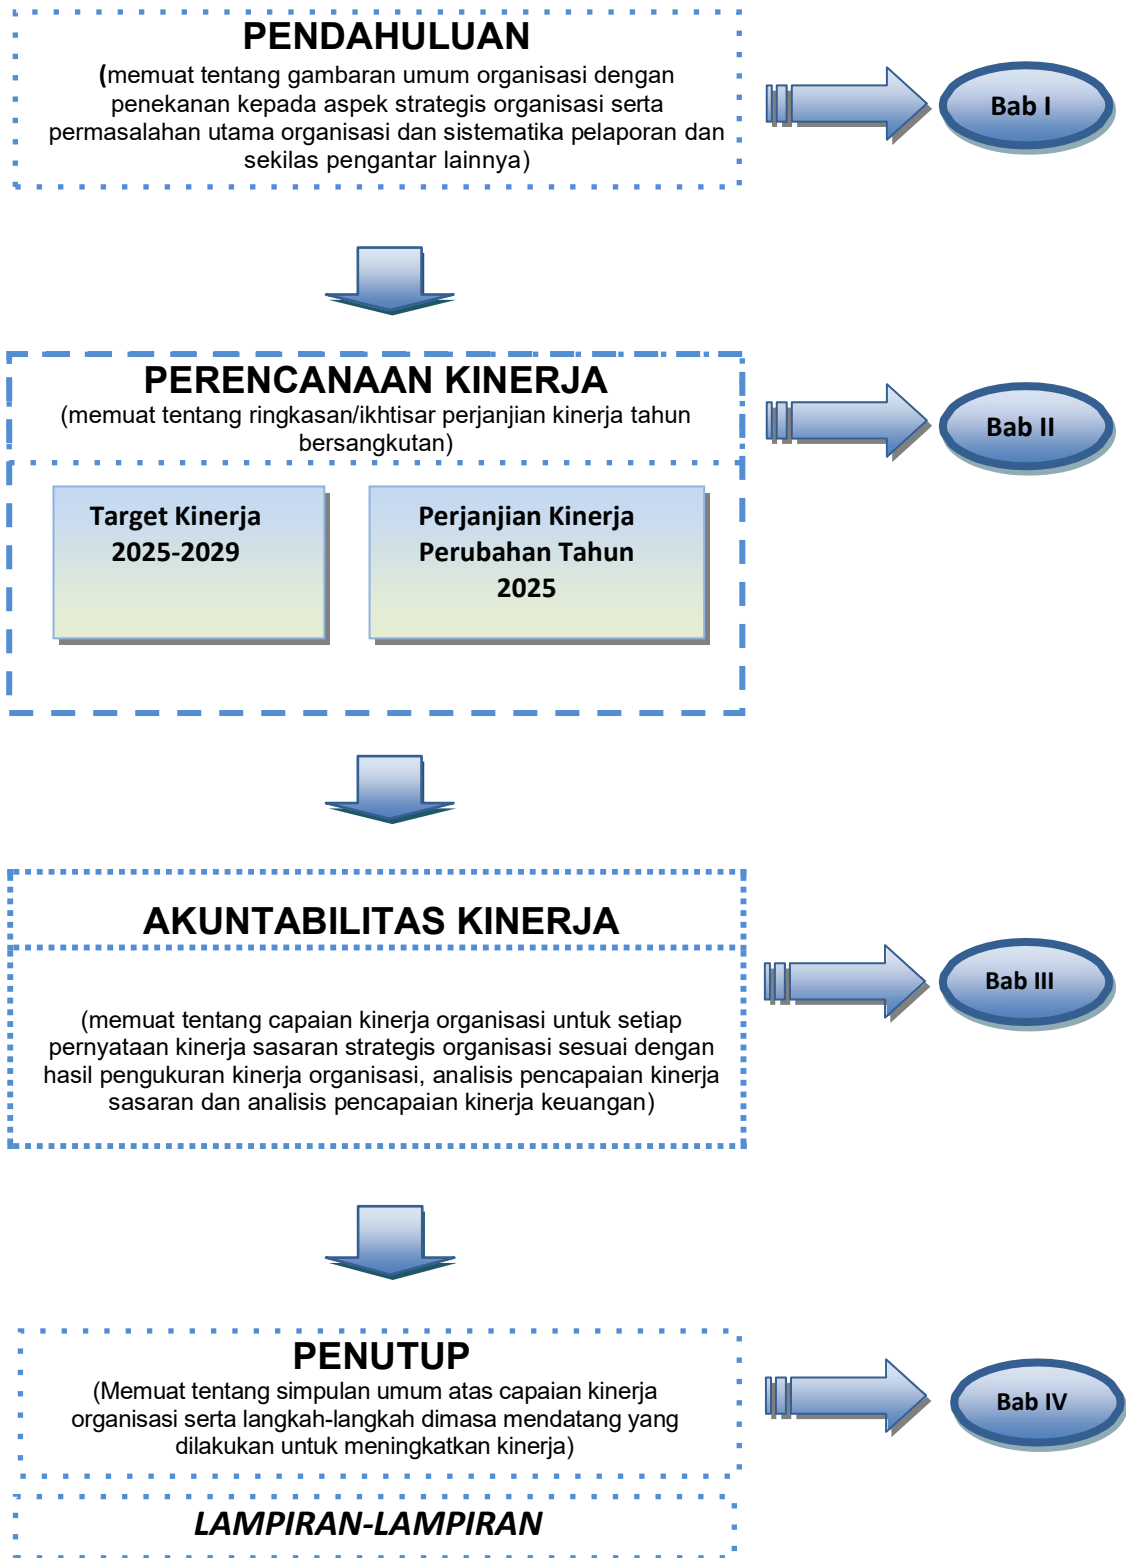 PENDAHULUAN
(memuat tentang gambaran umum organisasi dengan
penekanan kepada aspek strategis organisasi serta
permasalahan utama organisasi dan sistematika pelaporan dan
sekilas pengantar lainnya)
Bab I
PERENCANAAN KINERJA
(memuat tentang ringkasan/ikhtisar perjanjian kinerja tahun
bersangkutan)
Bab II
Target Kinerja
2025-2029
Perjanjian Kinerja
Perubahan Tahun
2025
AKUNTABILITAS KINERJA
(memuat tentang capaian kinerja organisasi untuk setiap
pernyataan kinerja sasaran strategis organisasi sesuai dengan
hasil pengukuran kinerja organisasi, analisis pencapaian kinerja
sasaran dan analisis pencapaian kinerja keuangan)
Bab III
PENUTUP
(Memuat tentang simpulan umum atas capaian kinerja
organisasi serta langkah-langkah dimasa mendatang yang
dilakukan untuk meningkatkan kinerja)
Bab IV
LAMPIRAN-LAMPIRAN